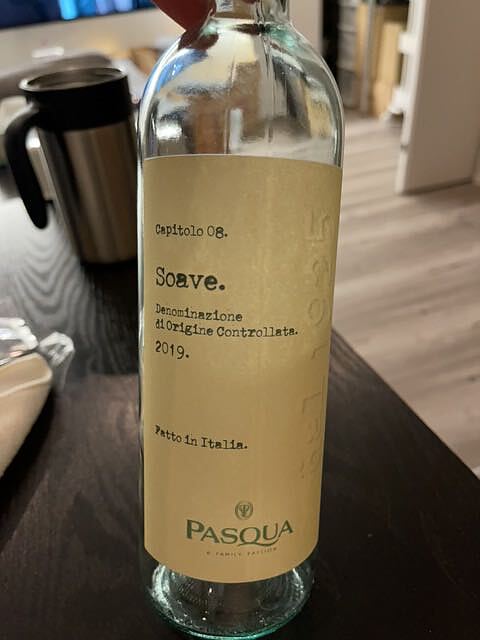 Capitolo 08.
Soave.
Denominazione
di Origine Controllata.
2019.
Fatto in Italia.
PASQUA
A FAMILY PASSION